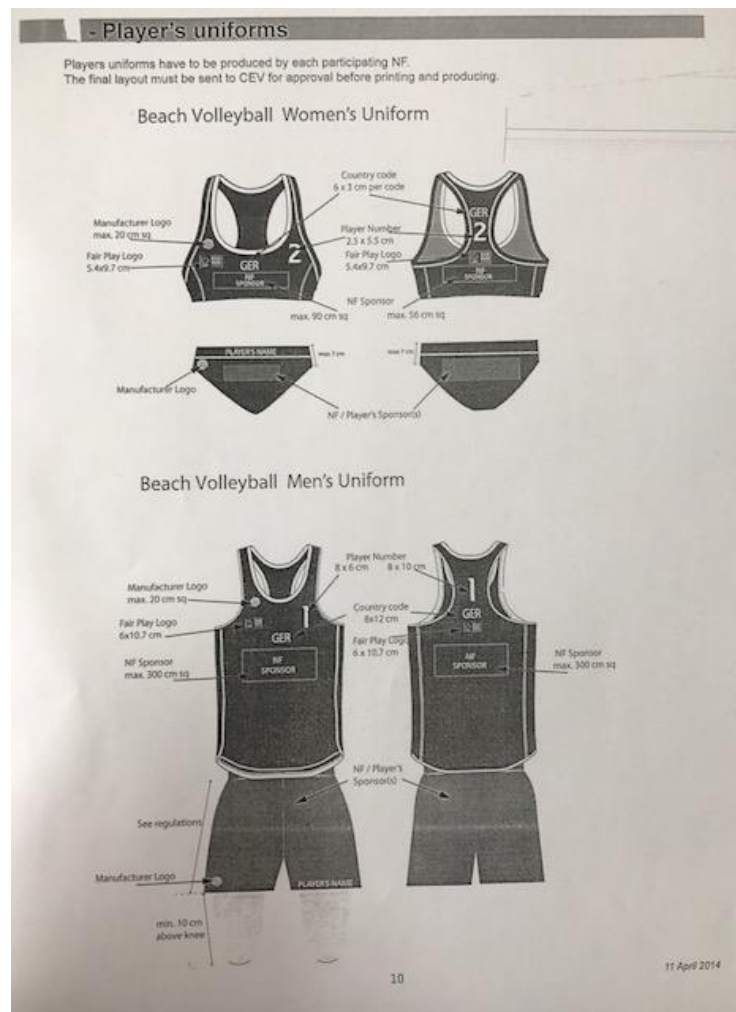 - Player's uniforms
Players uniforms have to be produced by each participating NF.
The final layout must be sent to CEV for approval before printing and producing.
Beach Volleyball Women's Uniform
Country code
6 x 3 cm per code
Manufacturer Logo
max. 20 cm sq
Player Number
2.5 x 5.5 cm
Fair Play Logo
5.4x9.7 cm
Fair Play Logo
5.4x9.7 cm
GER
2
NF
SPONSOR
GER
2
NF
SPONSOR
NF Sponsor
max. 90 cm sq
max. 56 cm sq
PLAYER'S NAME
max.7 cm
max.7 cm
Manufacturer Logo
NF / Player's Sponsor(s)
Beach Volleyball Men's Uniform
Player Number
8 x 6 cm 8 x 10 cm
Manufacturer Logo
max. 20 cm sq
Country code
8x12 cm
Fair Play Logo
6x10.7 cm
Fair Play Logo
6 x 10.7 cm
1
GER
NF
SPONSOR
1
GER
NF
SPONSOR
NF Sponsor
max. 300 cm sq
NF Sponsor
max. 300 cm sq
NF / Player's
Sponsor(s)
See regulations
Manufacturer Logo
PLAYER'S NAME
min. 10 cm
above knee
11 April 2014
10